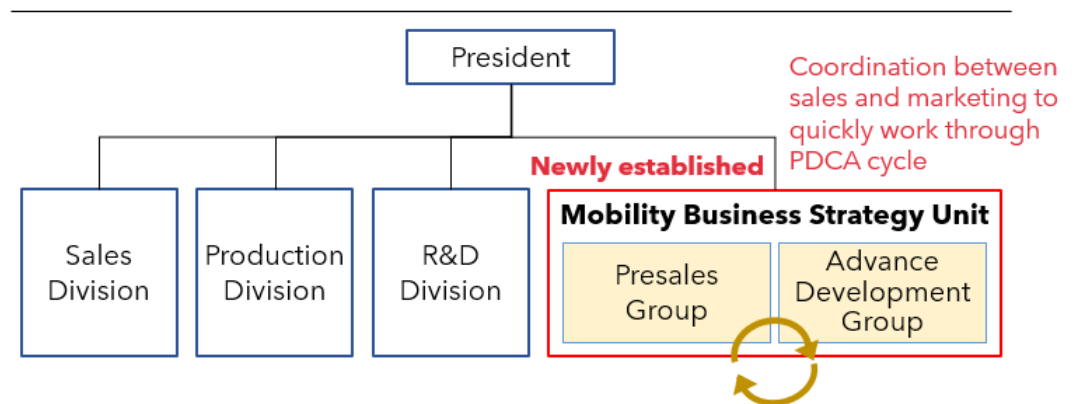 President
Coordination between
sales and marketing to
quickly work through
PDCA cycle
Newly established
Sales
Division
Production
Division
R&D
Division
Mobility Business Strategy Unit
Presales
Group
Advance
Development
Group